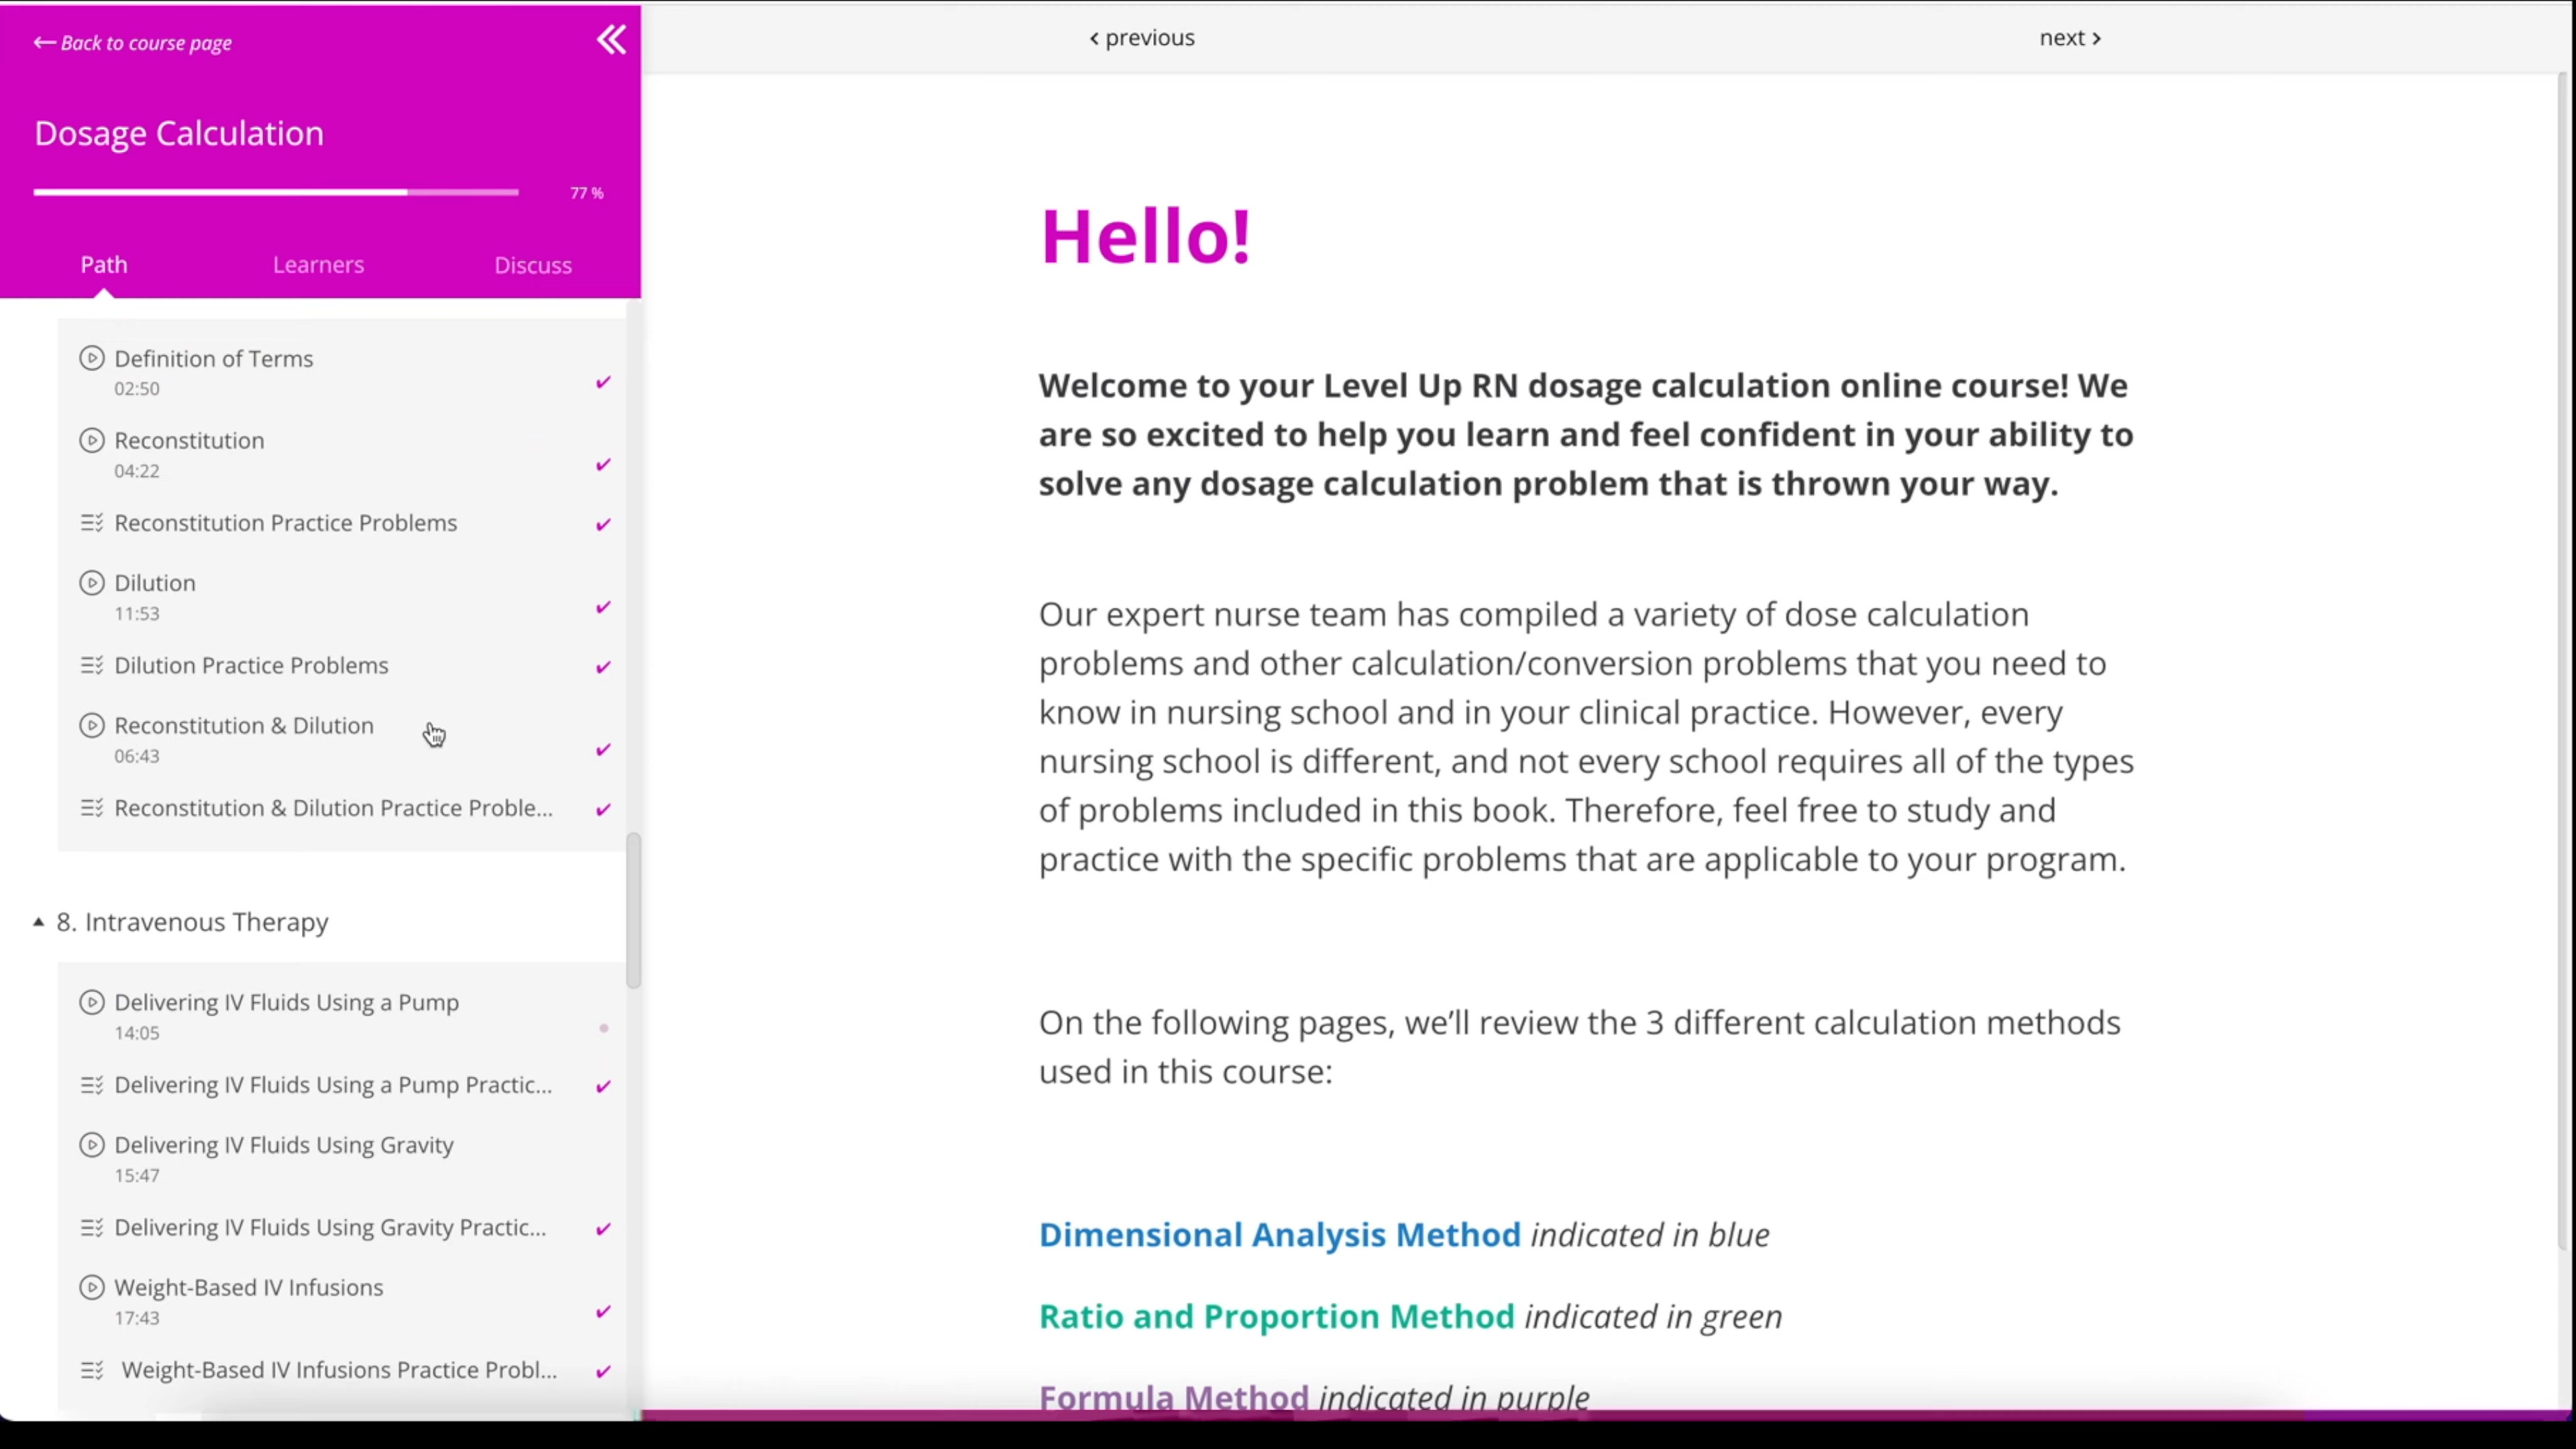 Back to course page
Dosage Calculation
77 %
Path
Learners
Discuss
Definition of Terms
02:50
Reconstitution
04:22
Reconstitution Practice Problems
Dilution
11:53
Dilution Practice Problems
Reconstitution & Dilution
06:43
Reconstitution & Dilution Practice Proble...
8. Intravenous Therapy
Delivering IV Fluids Using a Pump
14:05
Delivering IV Fluids Using a Pump Practic...
Delivering IV Fluids Using Gravity
15:47
Delivering IV Fluids Using Gravity Practic...
Weight-Based IV Infusions
17:43
Weight-Based IV Infusions Practice Probl...
previous
next
Hello!
Welcome to your Level Up RN dosage calculation online course! We
are so excited to help you learn and feel confident in your ability to
solve any dosage calculation problem that is thrown your way.
Our expert nurse team has compiled a variety of dose calculation
problems and other calculation/conversion problems that you need to
know in nursing school and in your clinical practice. However, every
nursing school is different, and not every school requires all of the types
of problems included in this book. Therefore, feel free to study and
practice with the specific problems that are applicable to your program.
On the following pages, we’ll review the 3 different calculation methods
used in this course:
Dimensional Analysis Method indicated in blue
Ratio and Proportion Method indicated in green
Formula Method indicated in purple